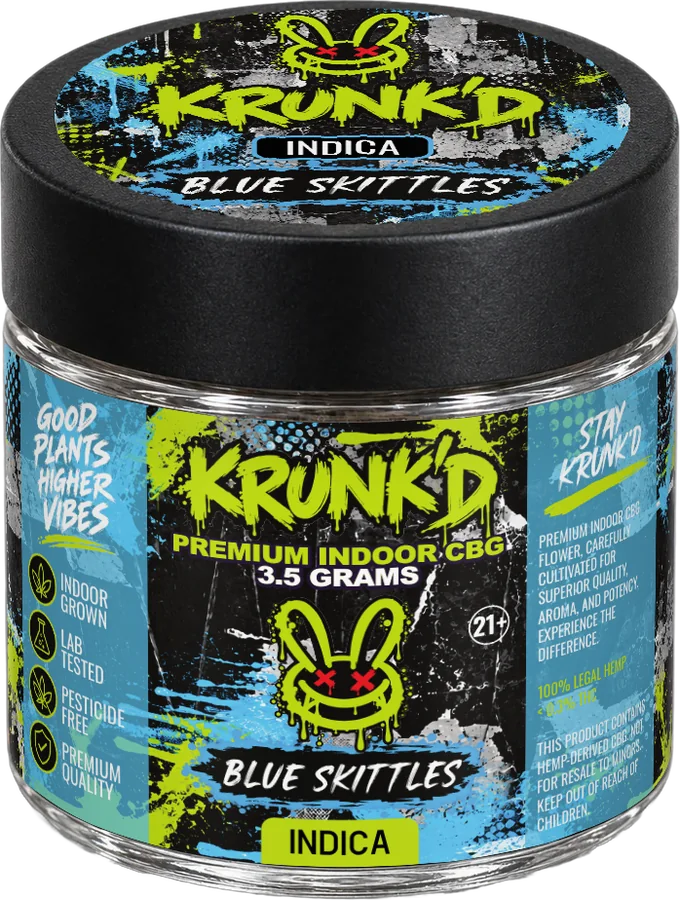 KRUNK'D
INDICA
BLUE SKITTLES
GOOD
PLANTS
HIGHER
VIBES
INDOOR
GROWN
LAB
TESTED
PESTICIDE
FREE
PREMIUM
QUALITY
KRUNK'D
PREMIUM INDOOR CBG
3.5 GRAMS
21+
BLUE SKITTLES
INDICA
STAY
KRUNK'D
PREMIUM INDOOR CBG
FLOWER, CAREFULLY
CULTIVATED FOR
SUPERIOR QUALITY,
AROMA, AND POTENCY.
EXPERIENCE THE
DIFFERENCE.
100% LEGAL HEMP
< 0.3% THC
THIS PRODUCT CONTAINS
HEMP-DERIVED CBG. NOT
FOR RESALE TO MINORS.
KEEP OUT OF REACH OF
CHILDREN.